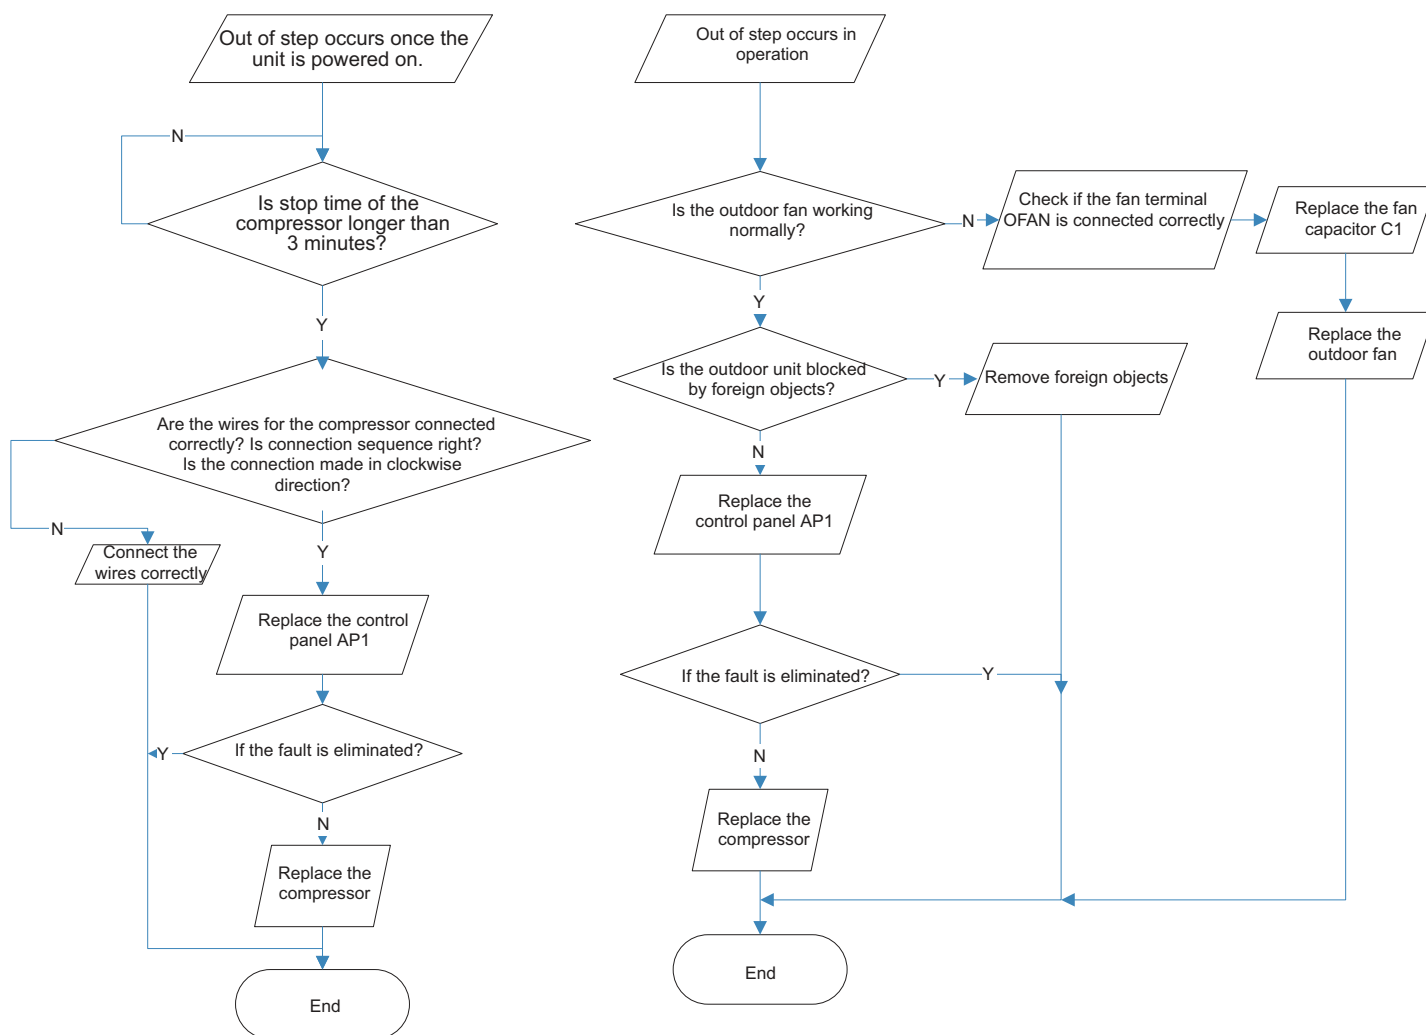 Out of step occurs once the
unit is powered on.
N
Is stop time of the
compressor longer than
3 minutes?
Y
Are the wires for the compressor connected
correctly? Is connection sequence right?
Is the connection made in clockwise
direction?
N
Connect the
wires correctly
Y
Replace the control
panel AP1
If the fault is eliminated?
Y
N
Replace the
compressor
End
Out of step occurs in
operation
Is the outdoor fan working
normally?
N
Check if the fan terminal
OFAN is connected correctly
Replace the fan
capacitor C1
Replace the
outdoor fan
Y
Is the outdoor unit blocked
by foreign objects?
Y
Remove foreign objects
N
Replace the
control panel AP1
If the fault is eliminated?
Y
N
Replace the
compressor
End